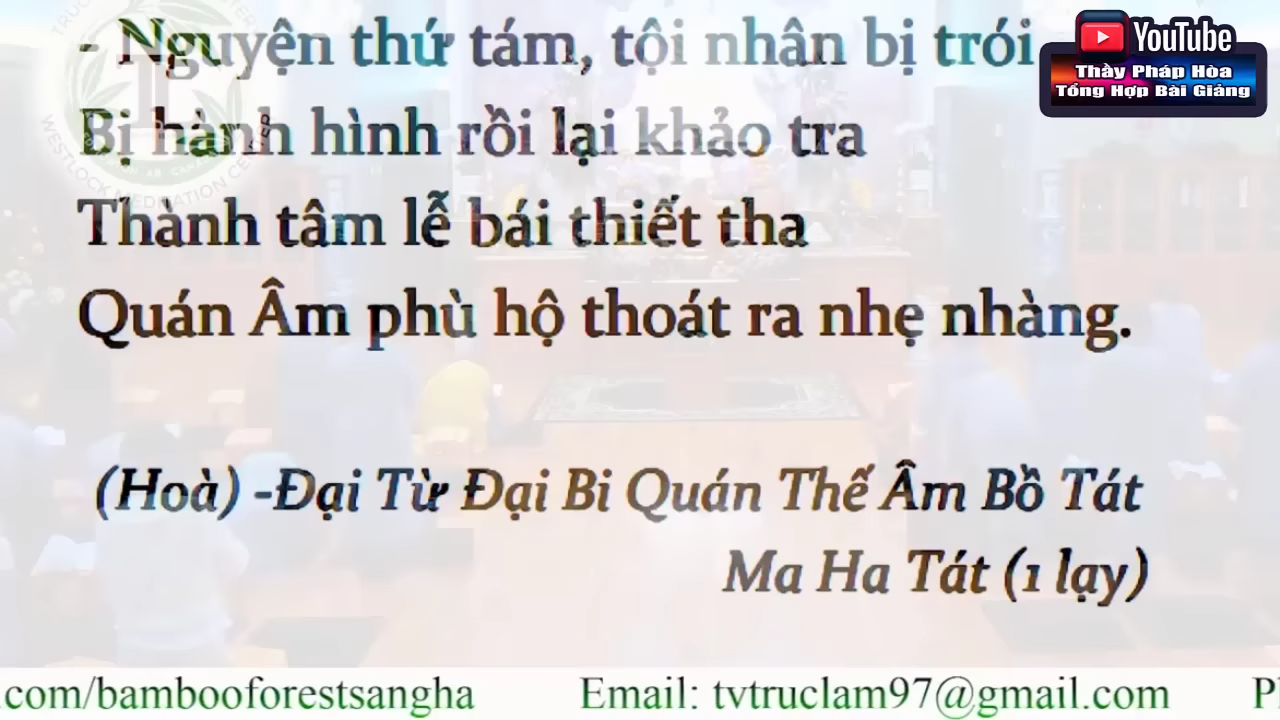 - Nguyện thứ tám, tội nhân bị trói
YouTube
Thầy Pháp Hòa
Tổng Hợp Bài Giảng
Bị hành hình rồi lại khảo tra
WESTLOCK MEDITATION CENTER
Thành tâm lễ bái thiết tha
Quán Âm phù hộ thoát ra nhẹ nhàng.
(Hoà) -Đại Từ Đại Bi Quán Thế Âm Bồ Tát
Ma Ha Tát (1 lạy)
.com/bambooforestsangha Email: tvtruclam97@gmail.com